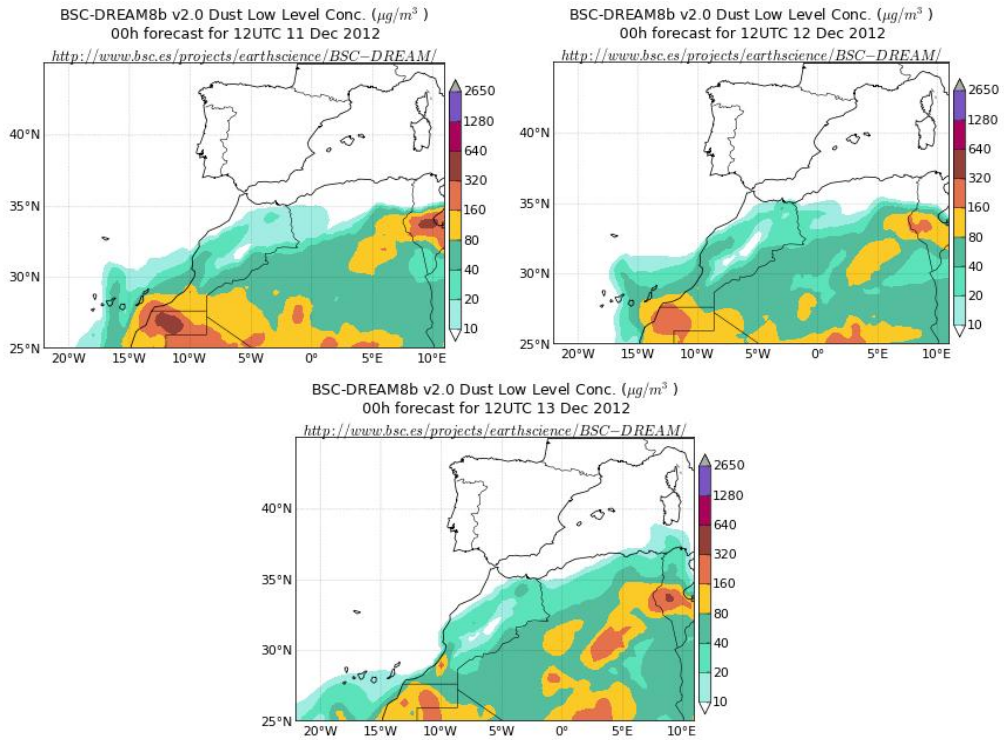 BSC-DREAM8b v2.0 Dust Low Level Conc. (μg/m³ )
00h forecast for 12UTC 11 Dec 2012
http://www.bsc.es/projects/earthscience/BSC−DREAM/
40°N
35°N
30°N
25°N
20°W 15°W 10°W 5°W 0° 5°E 10°E
2650
1280
640
320
160
80
40
20
10
BSC-DREAM8b v2.0 Dust Low Level Conc. (μg/m³ )
00h forecast for 12UTC 12 Dec 2012
http://www.bsc.es/projects/earthscience/BSC−DREAM/
40°N
35°N
30°N
25°N
20°W 15°W 10°W 5°W 0° 5°E 10°E
2650
1280
640
320
160
80
40
20
10
BSC-DREAM8b v2.0 Dust Low Level Conc. (μg/m³ )
00h forecast for 12UTC 13 Dec 2012
http://www.bsc.es/projects/earthscience/BSC−DREAM/
40°N
35°N
30°N
25°N
20°W 15°W 10°W 5°W 0° 5°E 10°E
2650
1280
640
320
160
80
40
20
10